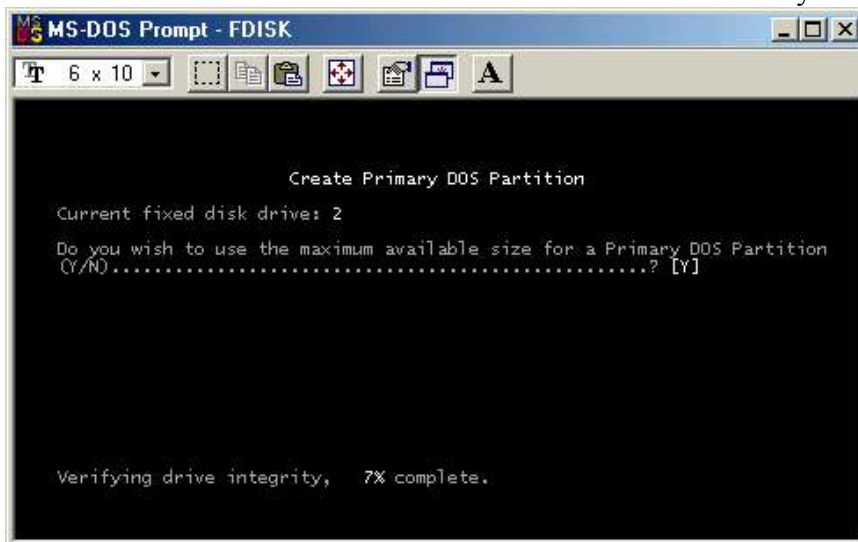 MS-DOS Prompt - FDISK
6 x 10
A
Create Primary DOS Partition
Current fixed disk drive: 2
Do you wish to use the maximum available size for a Primary DOS Partition
(Y/N).....................................................? [Y]
Verifying drive integrity, 7% complete.